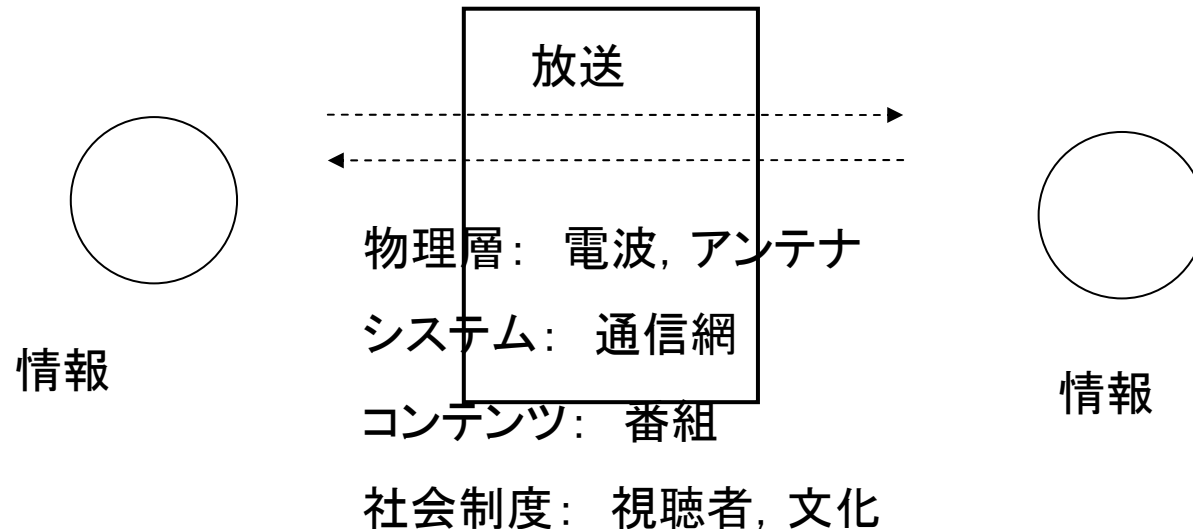 放送
物理層： 電波, アンテナ
システム： 通信網
情報
情報
コンテンツ： 番組
社会制度： 視聴者, 文化